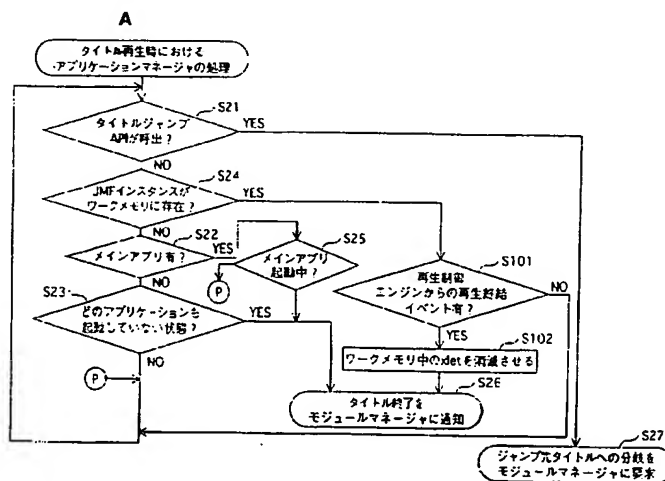 A
タイトル再生時における
アプリケーションマネージャの処理
S21
タイトルジャンプ
APIが呼出?
YES
NO
S24
JMFインスタンスが
ワークメモリに存在?
YES
NO
S22
メインアプリ有?
YES
NO
S25
メインアプリ
起動中?
P
S23
どのアプリケーションも
起動していない状態?
YES
NO
P
S101
再生制御
エンジンからの再生終結
イベント有?
NO
YES
S102
ワークメモリ中のxletを消滅させる
S26
タイトル終了を
モジュールマネージャに通知
S27
ジャンプ元タイトルへの分岐を
モジュールマネージャに要求